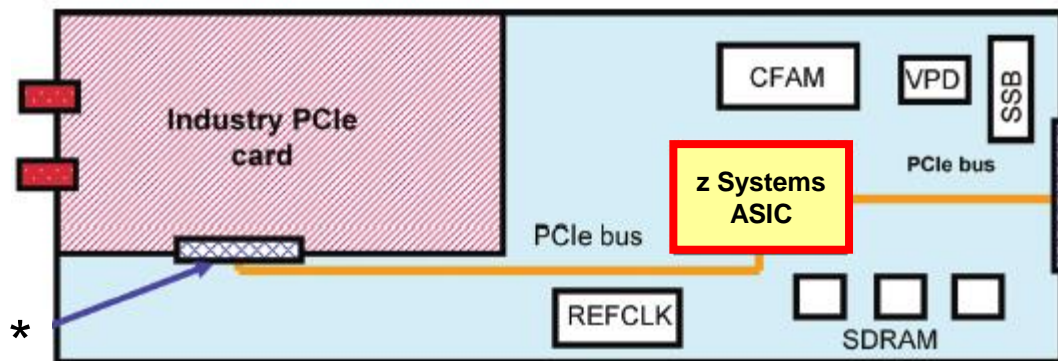 Industry PCIe
card
CFAM
VPD
SSB
z Systems
ASIC
PCIe bus
PCIe bus
REFCLK
SDRAM
*